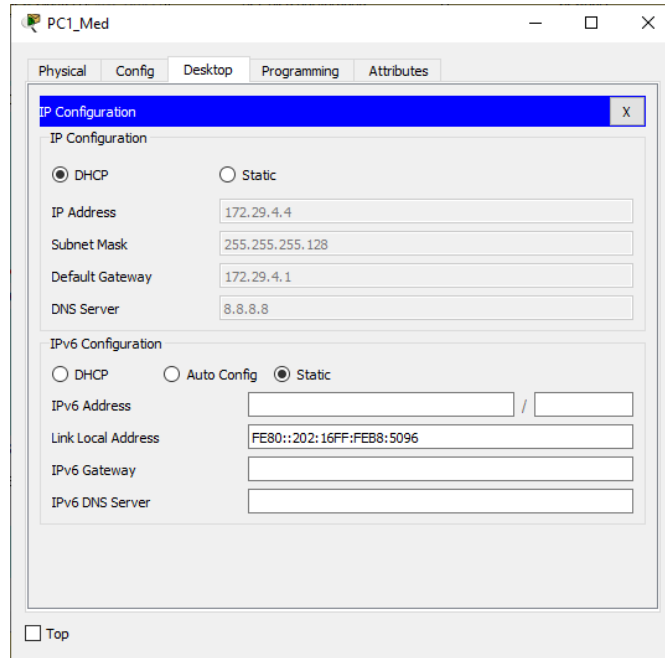 PC1_Med
Physical Config Desktop Programming Attributes
IP Configuration X
IP Configuration
DHCP Static
IP Address 172.29.4.4
Subnet Mask 255.255.255.128
Default Gateway 172.29.4.1
DNS Server 8.8.8.8
IPv6 Configuration
DHCP Auto Config Static
IPv6 Address /
Link Local Address FE80::202:16FF:FEB8:5096
IPv6 Gateway
IPv6 DNS Server
Top